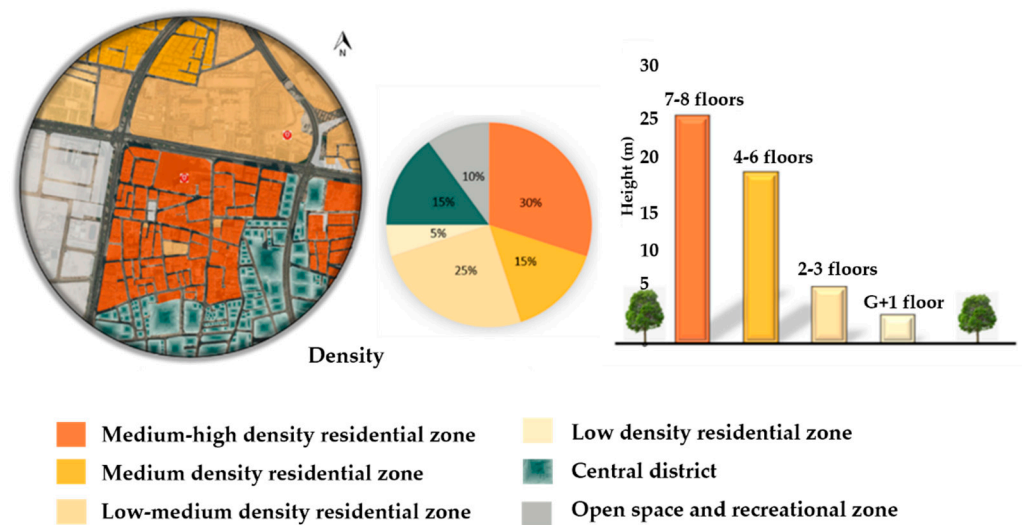 N
10%
15%
30%
5%
25%
15%
Density
Height (m)
30
25
20
15
10
5
7-8 floors
4-6 floors
2-3 floors
G+1 floor
Medium-high density residential zone
Medium density residential zone
Low-medium density residential zone
Low density residential zone
Central district
Open space and recreational zone